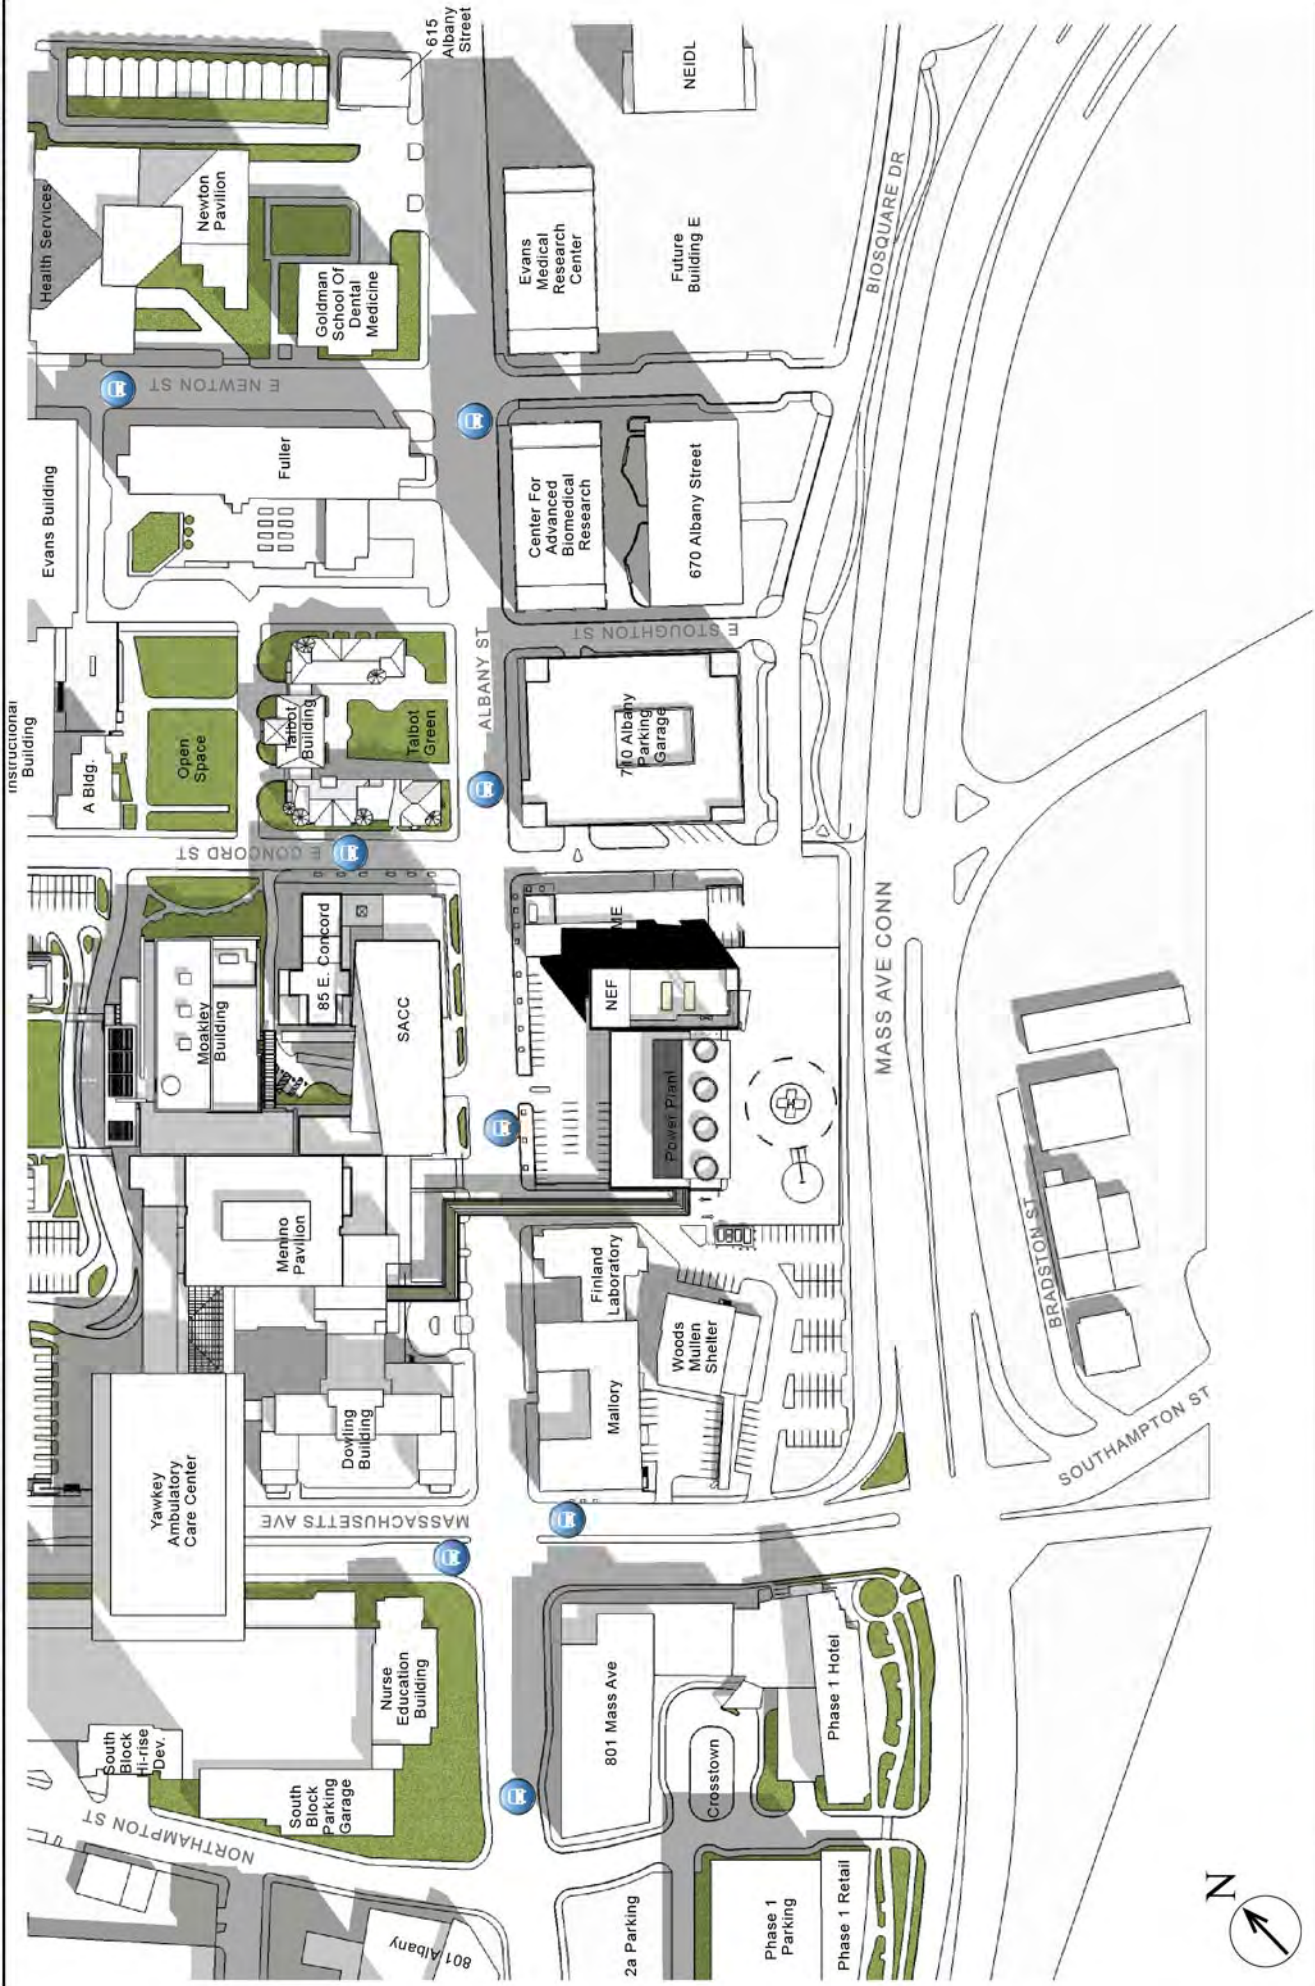 615
Albany
Street
NEIDL
Health Services
Newton
Pavilion
Goldman
School Of
Dental
Medicine
Evans
Medical
Research
Center
Future
Building E
BIOSQUARE DR
E NEWTON ST
Evans Building
Fuller
Center For
Advanced
Biomedical
Research
670 Albany Street
E STOUGHTON ST
ALBANY ST
Instructional
Building
A Bldg.
Open
Space
Talbot
Building
Talbot
Green
710 Albany
Parking
Garage
E CONCORD ST
Moakley
Building
85 E. Concord
SACC
ME
NEF
Power Plant
H
MASS AVE CONN
Menino
Pavilion
Finland
Laboratory
Woods
Mullen
Shelter
Mallory
BRADSTON ST
SOUTHAMPTON ST
Yawkey
Ambulatory
Care Center
Dowling
Building
MASSACHUSETTS AVE
Nurse
Education
Building
801 Mass Ave
Phase 1 Hotel
South
Block
Hi-rise
Dev.
South
Block
Parking
Garage
Crosstown
NORTHAMPTON ST
801 Albany
2a Parking
Phase 1
Parking
Phase 1 Retail
N